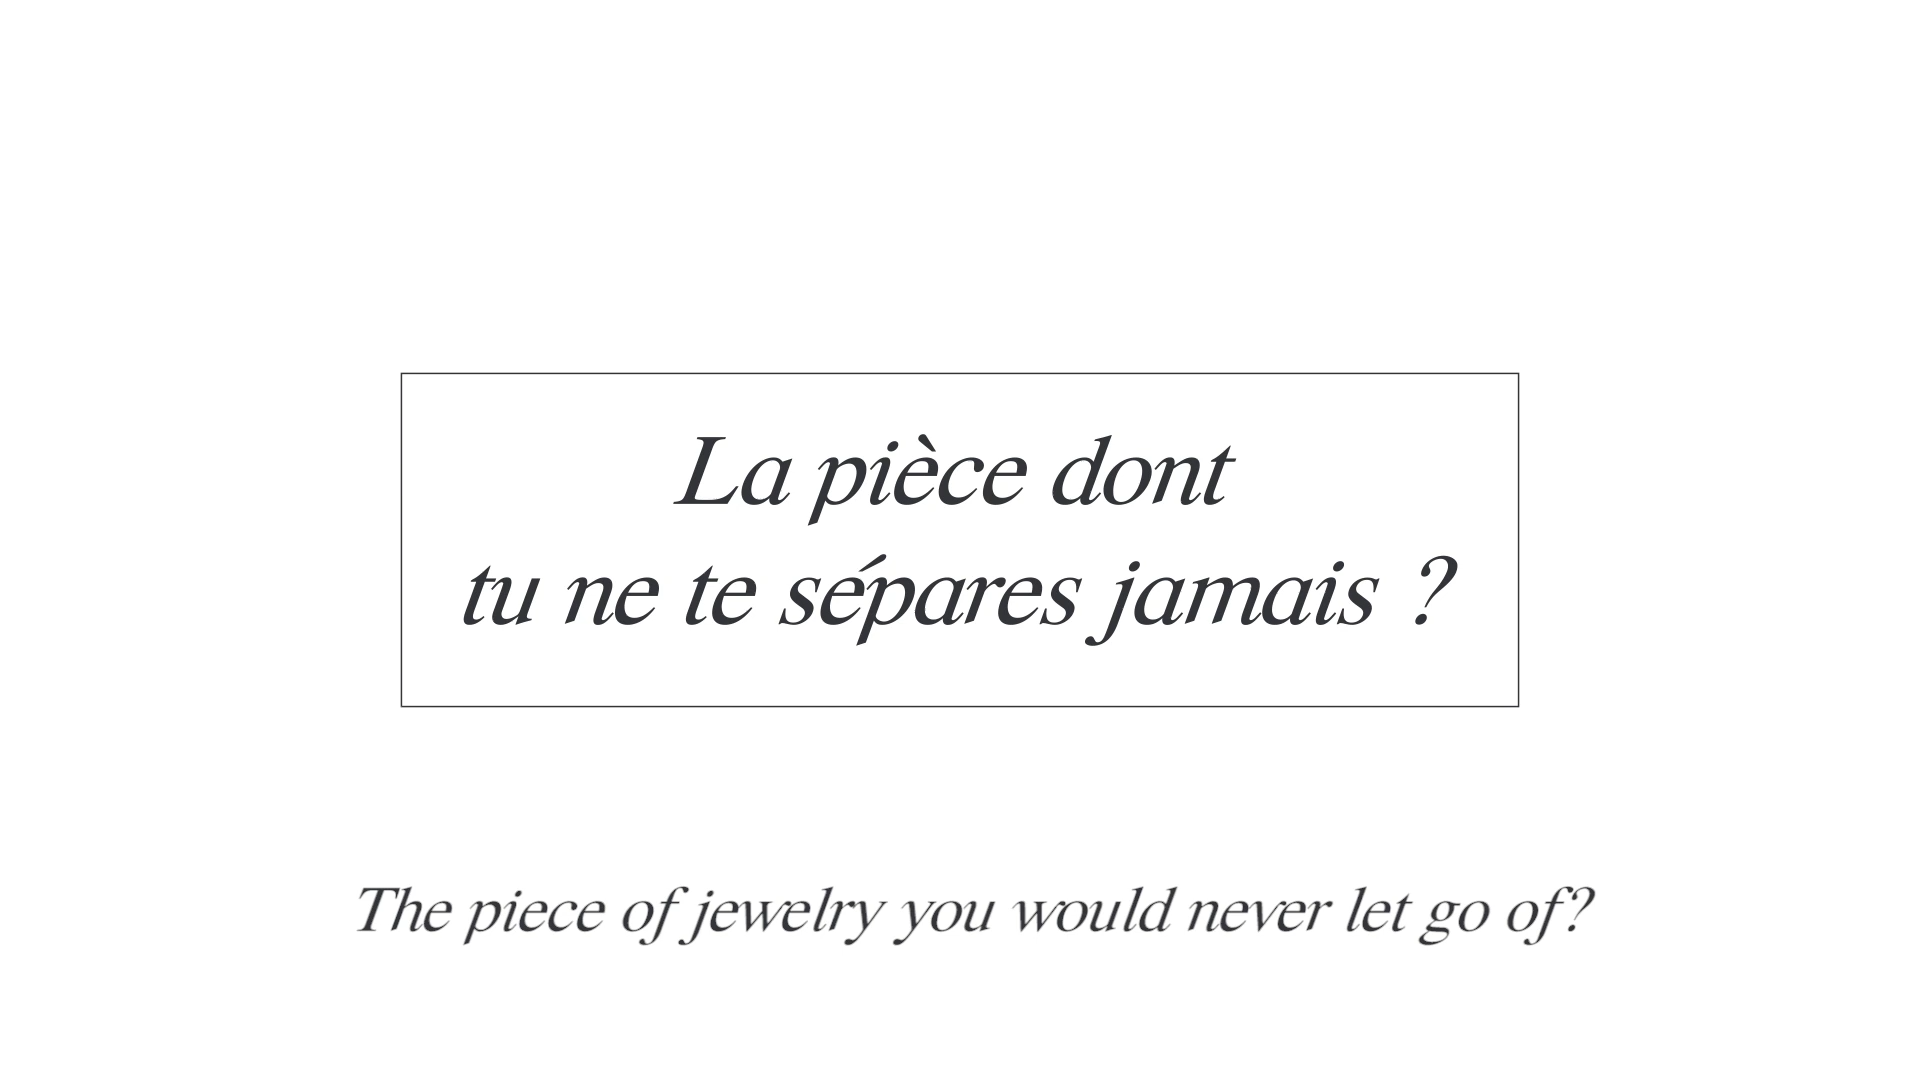 La pièce dont
tu ne te sépares jamais ?
The piece of jewelry you would never let go of?